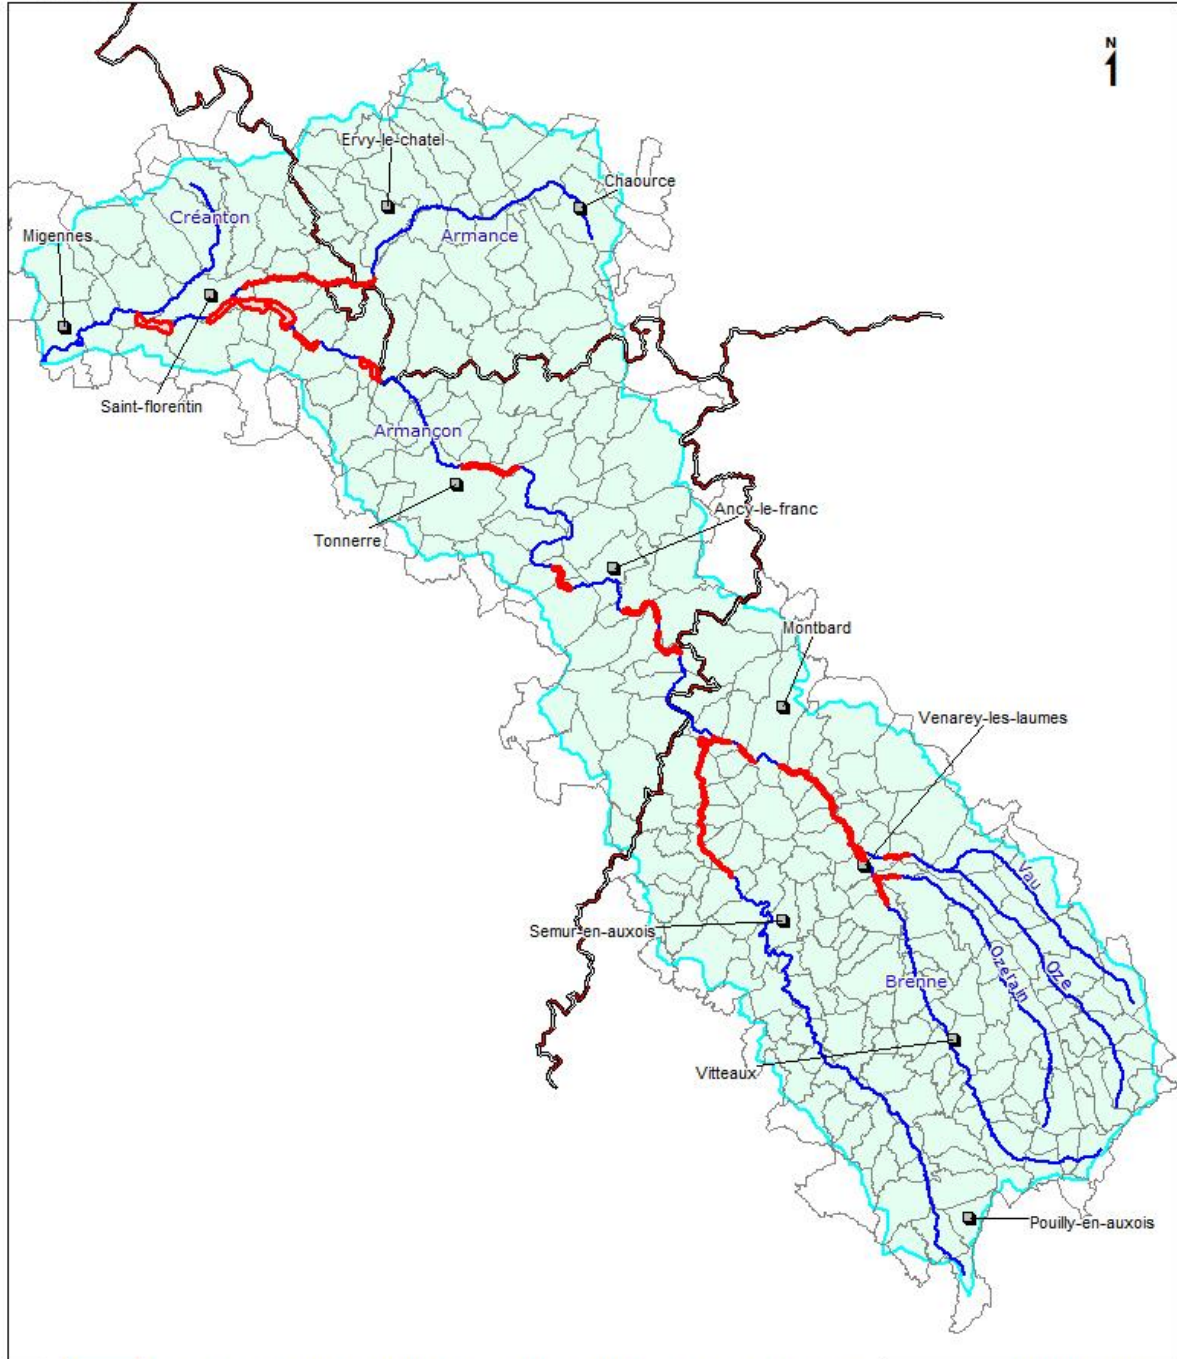 N
Ervy-le-chatel
Chaource
Créanton
Migennes
Armance
Saint-florentin
Armançon
Ancy-le-franc
Tonnerre
Montbard
Venarey-les-laumes
Vau
Semur-en-auxois
Ozerain
Oze
Brenne
Vitteaux
Pouilly-en-auxois